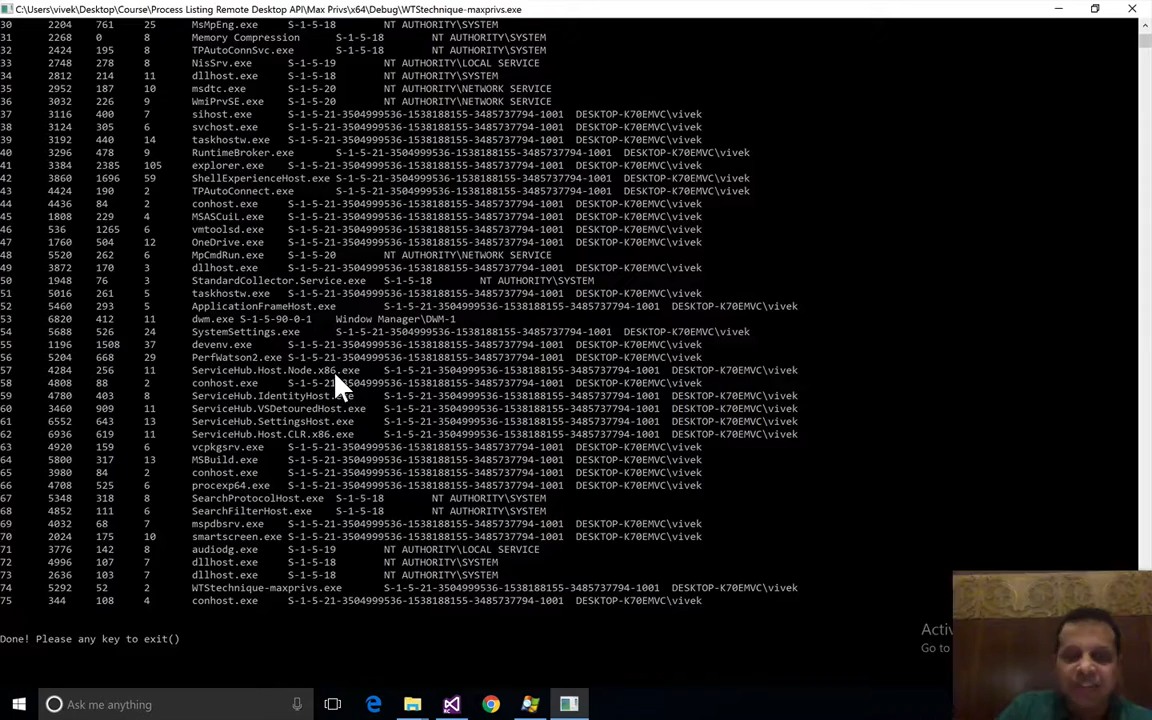 C:\Users\vivek\Desktop\Course\Process Listing Remote Desktop API\Max Privs\x64\Debug\WTStechnique-maxprivs.exe
30 2204 761 25 MsMpEng.exe S-1-5-18 NT AUTHORITY\SYSTEM
31 2268 0 8 Memory Compression S-1-5-18 NT AUTHORITY\SYSTEM
32 2424 195 8 TPAutoConnSvc.exe S-1-5-18 NT AUTHORITY\SYSTEM
33 2748 278 8 NisSrv.exe S-1-5-19 NT AUTHORITY\LOCAL SERVICE
34 2812 214 11 dllhost.exe S-1-5-18 NT AUTHORITY\SYSTEM
35 2952 187 10 msdtc.exe S-1-5-20 NT AUTHORITY\NETWORK SERVICE
36 3032 226 9 WmiPrvSE.exe S-1-5-20 NT AUTHORITY\NETWORK SERVICE
37 3116 400 7 sihost.exe S-1-5-21-3504999536-1538188155-3485737794-1001 DESKTOP-K70EMVC\vivek
38 3124 305 6 svchost.exe S-1-5-21-3504999536-1538188155-3485737794-1001 DESKTOP-K70EMVC\vivek
39 3192 440 14 taskhostw.exe S-1-5-21-3504999536-1538188155-3485737794-1001 DESKTOP-K70EMVC\vivek
40 3296 478 9 RuntimeBroker.exe S-1-5-21-3504999536-1538188155-3485737794-1001 DESKTOP-K70EMVC\vivek
41 3384 2385 105 explorer.exe S-1-5-21-3504999536-1538188155-3485737794-1001 DESKTOP-K70EMVC\vivek
42 3860 1696 59 ShellExperienceHost.exe S-1-5-21-3504999536-1538188155-3485737794-1001 DESKTOP-K70EMVC\vivek
43 4424 190 2 TPAutoConnect.exe S-1-5-21-3504999536-1538188155-3485737794-1001 DESKTOP-K70EMVC\vivek
44 4436 84 2 conhost.exe S-1-5-21-3504999536-1538188155-3485737794-1001 DESKTOP-K70EMVC\vivek
45 1808 229 4 MSASCuiL.exe S-1-5-21-3504999536-1538188155-3485737794-1001 DESKTOP-K70EMVC\vivek
46 536 1265 6 vmtoolsd.exe S-1-5-21-3504999536-1538188155-3485737794-1001 DESKTOP-K70EMVC\vivek
47 1760 504 12 OneDrive.exe S-1-5-21-3504999536-1538188155-3485737794-1001 DESKTOP-K70EMVC\vivek
48 5520 262 6 MpCmdRun.exe S-1-5-20 NT AUTHORITY\NETWORK SERVICE
49 3872 170 3 dllhost.exe S-1-5-21-3504999536-1538188155-3485737794-1001 DESKTOP-K70EMVC\vivek
50 1948 76 3 StandardCollector.Service.exe S-1-5-18 NT AUTHORITY\SYSTEM
51 5016 261 5 taskhostw.exe S-1-5-21-3504999536-1538188155-3485737794-1001 DESKTOP-K70EMVC\vivek
52 5460 293 5 ApplicationFrameHost.exe S-1-5-21-3504999536-1538188155-3485737794-1001 DESKTOP-K70EMVC\vivek
53 6820 412 11 dwm.exe S-1-5-90-0-1 Window Manager\DWM-1
54 5688 526 24 SystemSettings.exe S-1-5-21-3504999536-1538188155-3485737794-1001 DESKTOP-K70EMVC\vivek
55 1196 1508 37 devenv.exe S-1-5-21-3504999536-1538188155-3485737794-1001 DESKTOP-K70EMVC\vivek
56 5204 668 29 PerfWatson2.exe S-1-5-21-3504999536-1538188155-3485737794-1001 DESKTOP-K70EMVC\vivek
57 4284 256 11 ServiceHub.Host.Node.x86.exe S-1-5-21-3504999536-1538188155-3485737794-1001 DESKTOP-K70EMVC\vivek
58 4808 88 2 conhost.exe S-1-5-21-3504999536-1538188155-3485737794-1001 DESKTOP-K70EMVC\vivek
59 4780 403 8 ServiceHub.IdentityHost.exe S-1-5-21-3504999536-1538188155-3485737794-1001 DESKTOP-K70EMVC\vivek
60 3460 909 11 ServiceHub.VSDetouredHost.exe S-1-5-21-3504999536-1538188155-3485737794-1001 DESKTOP-K70EMVC\vivek
61 6552 643 13 ServiceHub.SettingsHost.exe S-1-5-21-3504999536-1538188155-3485737794-1001 DESKTOP-K70EMVC\vivek
62 6936 619 11 ServiceHub.Host.CLR.x86.exe S-1-5-21-3504999536-1538188155-3485737794-1001 DESKTOP-K70EMVC\vivek
63 4920 159 6 vcpkgsrv.exe S-1-5-21-3504999536-1538188155-3485737794-1001 DESKTOP-K70EMVC\vivek
64 5800 317 13 MSBuild.exe S-1-5-21-3504999536-1538188155-3485737794-1001 DESKTOP-K70EMVC\vivek
65 3980 84 2 conhost.exe S-1-5-21-3504999536-1538188155-3485737794-1001 DESKTOP-K70EMVC\vivek
66 4708 525 6 procexp64.exe S-1-5-21-3504999536-1538188155-3485737794-1001 DESKTOP-K70EMVC\vivek
67 5348 318 8 SearchProtocolHost.exe S-1-5-18 NT AUTHORITY\SYSTEM
68 4852 111 6 SearchFilterHost.exe S-1-5-18 NT AUTHORITY\SYSTEM
69 4032 68 7 mspdbsrv.exe S-1-5-21-3504999536-1538188155-3485737794-1001 DESKTOP-K70EMVC\vivek
70 2024 175 10 smartscreen.exe S-1-5-21-3504999536-1538188155-3485737794-1001 DESKTOP-K70EMVC\vivek
71 3776 142 8 audiodg.exe S-1-5-19 NT AUTHORITY\LOCAL SERVICE
72 4996 107 7 dllhost.exe S-1-5-18 NT AUTHORITY\SYSTEM
73 2636 103 7 dllhost.exe S-1-5-18 NT AUTHORITY\SYSTEM
74 5292 52 2 WTStechnique-maxprivs.exe S-1-5-21-3504999536-1538188155-3485737794-1001 DESKTOP-K70EMVC\vivek
75 344 108 4 conhost.exe S-1-5-21-3504999536-1538188155-3485737794-1001 DESKTOP-K70EMVC\vivek
Done! Please any key to exit()
Activ
Go to
Ask me anything